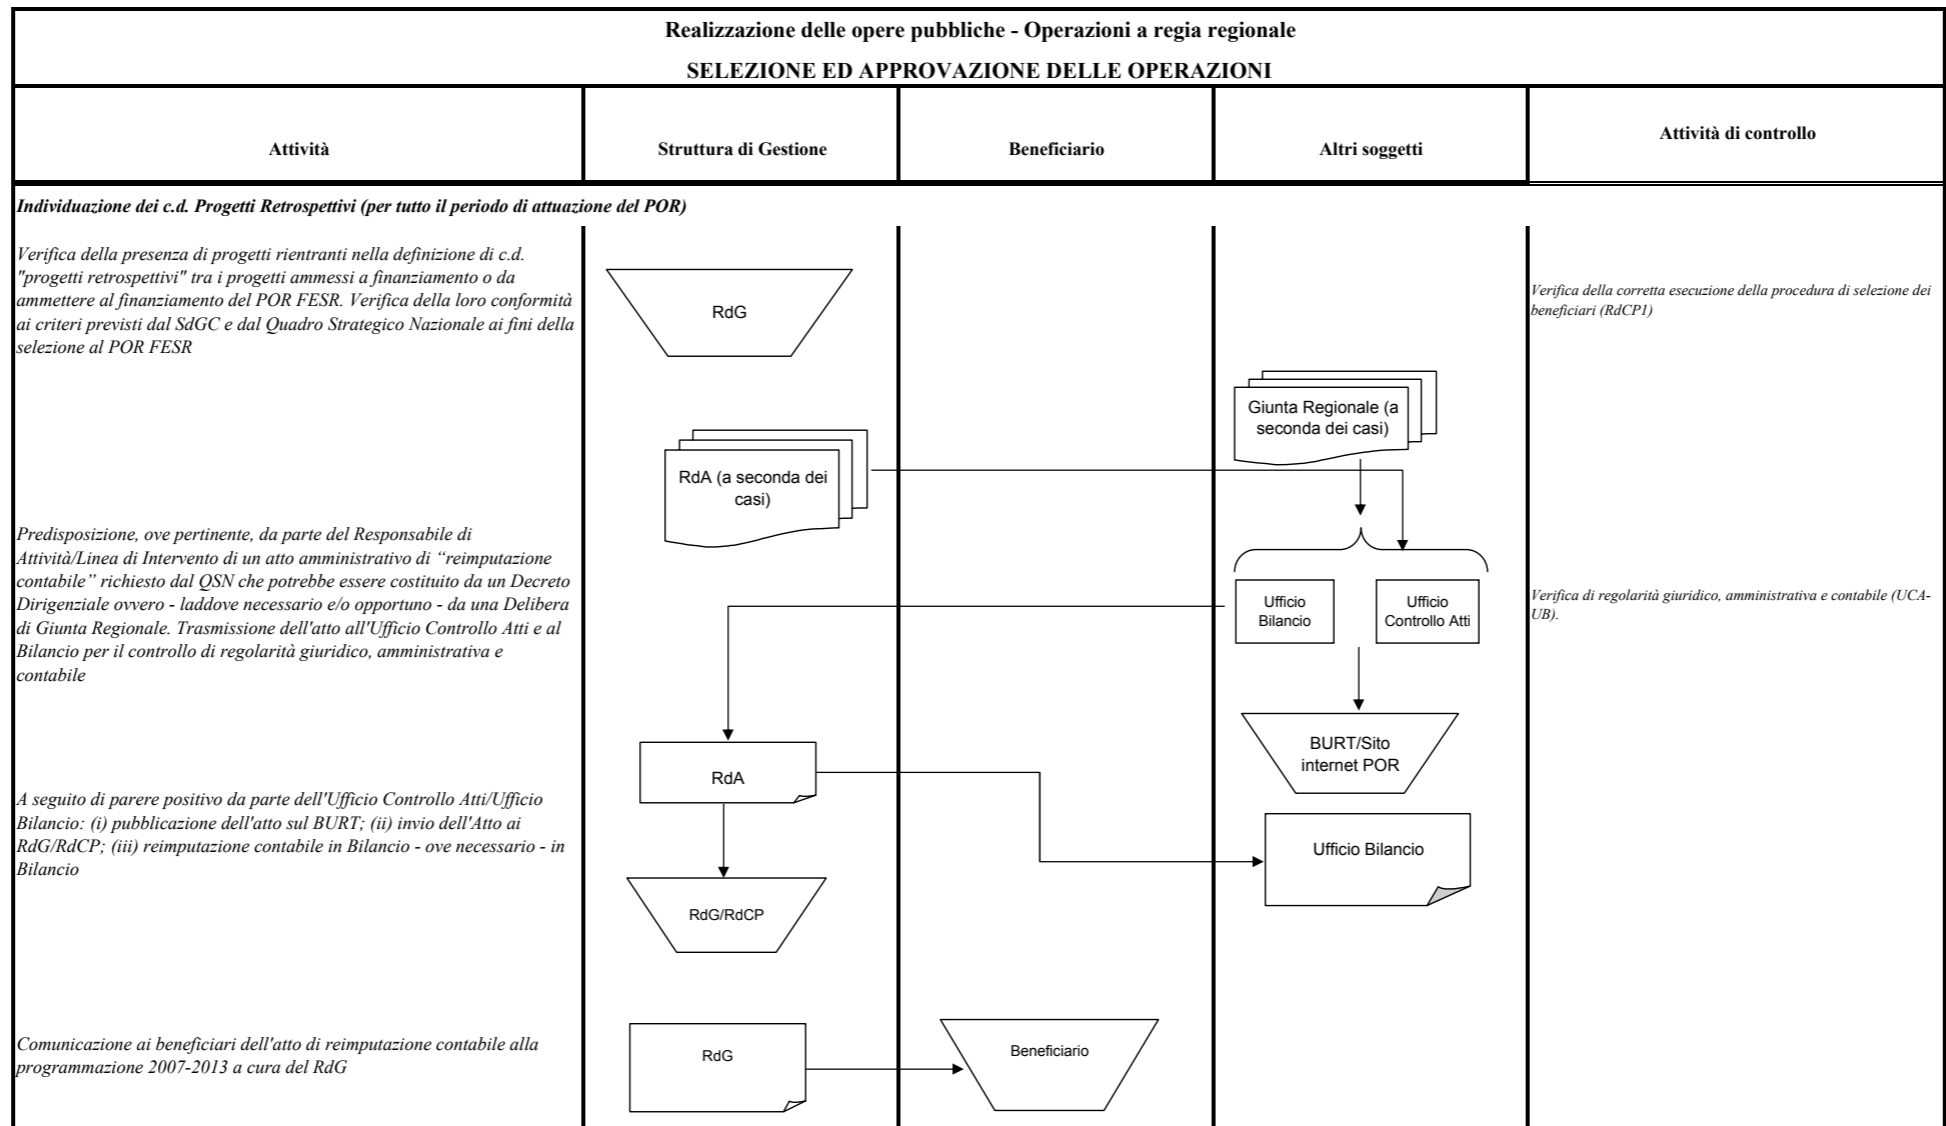 Realizzazione delle opere pubbliche - Operazioni a regia regionale
SELEZIONE ED APPROVAZIONE DELLE OPERAZIONI
Attività
Struttura di Gestione
Beneficiario
Altri soggetti
Attività di controllo
Individuazione dei c.d. Progetti Retrospettivi (per tutto il periodo di attuazione del POR)
Verifica della presenza di progetti rientranti nella definizione di c.d.
"progetti retrospettivi" tra i progetti ammessi a finanziamento o da
ammettere al finanziamento del POR FESR. Verifica della loro conformità
ai criteri previsti dal SdGC e dal Quadro Strategico Nazionale ai fini della
selezione al POR FESR
RdG
Verifica della corretta esecuzione della procedura di selezione dei
beneficiari (RdCP1)
Giunta Regionale (a
seconda dei casi)
RdA (a seconda dei
casi)
Predisposizione, ove pertinente, da parte del Responsabile di
Attività/Linea di Intervento di un atto amministrativo di “reimputazione
contabile” richiesto dal QSN che potrebbe essere costituito da un Decreto
Dirigenziale ovvero - laddove necessario e/o opportuno - da una Delibera
di Giunta Regionale. Trasmissione dell'atto all'Ufficio Controllo Atti e al
Bilancio per il controllo di regolarità giuridico, amministrativa e
contabile
Ufficio
Bilancio
Ufficio
Controllo Atti
Verifica di regolarità giuridico, amministrativa e contabile (UCA-
UB).
BURT/Sito
internet POR
RdA
A seguito di parere positivo da parte dell'Ufficio Controllo Atti/Ufficio
Bilancio: (i) pubblicazione dell'atto sul BURT; (ii) invio dell'Atto ai
RdG/RdCP; (iii) reimputazione contabile in Bilancio - ove necessario - in
Bilancio
Ufficio Bilancio
RdG/RdCP
Comunicazione ai beneficiari dell'atto di reimputazione contabile alla
programmazione 2007-2013 a cura del RdG
RdG
Beneficiario